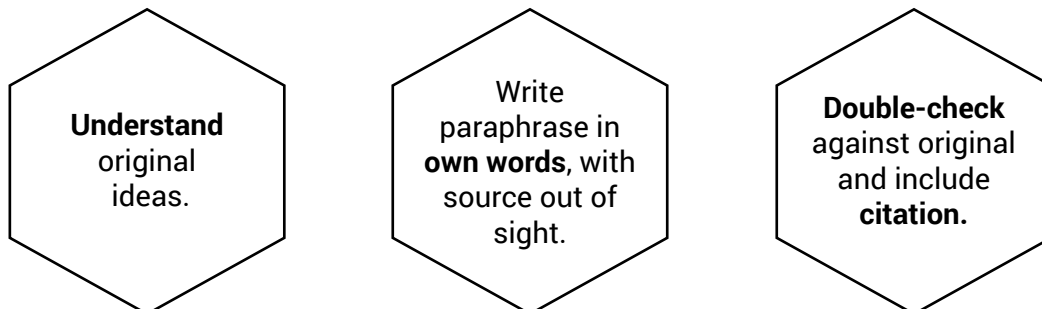 Understand
original
ideas.
Write
paraphrase in
own words, with
source out of
sight.
Double-check
against original
and include
citation.